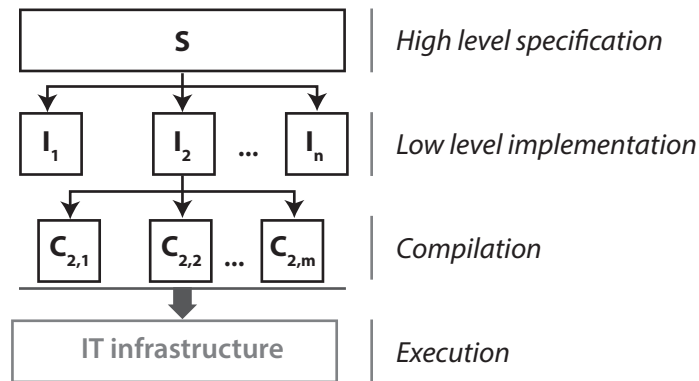 S
High level specification
I₁
I₂
...
Iₙ
Low level implementation
C₂,₁
C₂,₂
...
C₂,ₘ
Compilation
IT infrastructure
Execution